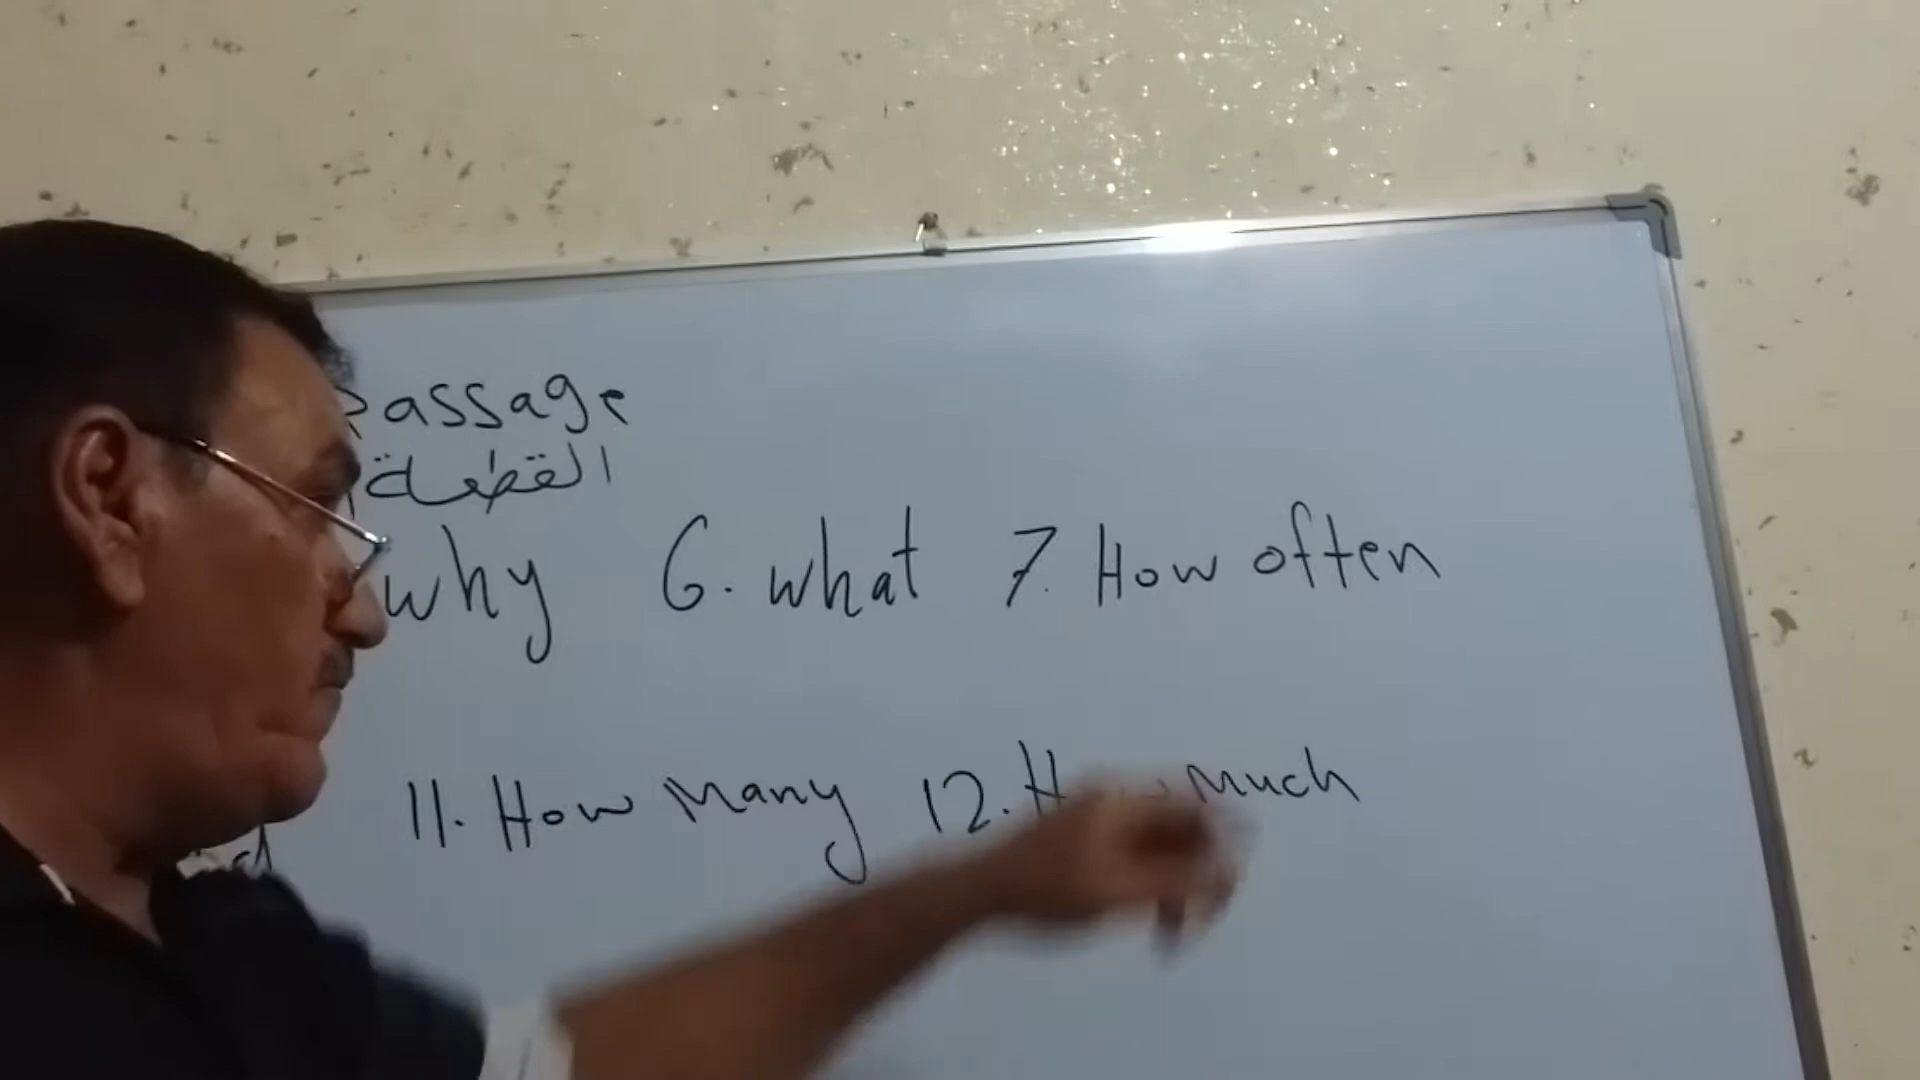 Passage
القطعة
why 6. what 7. How often
11. How Many 12. How Much